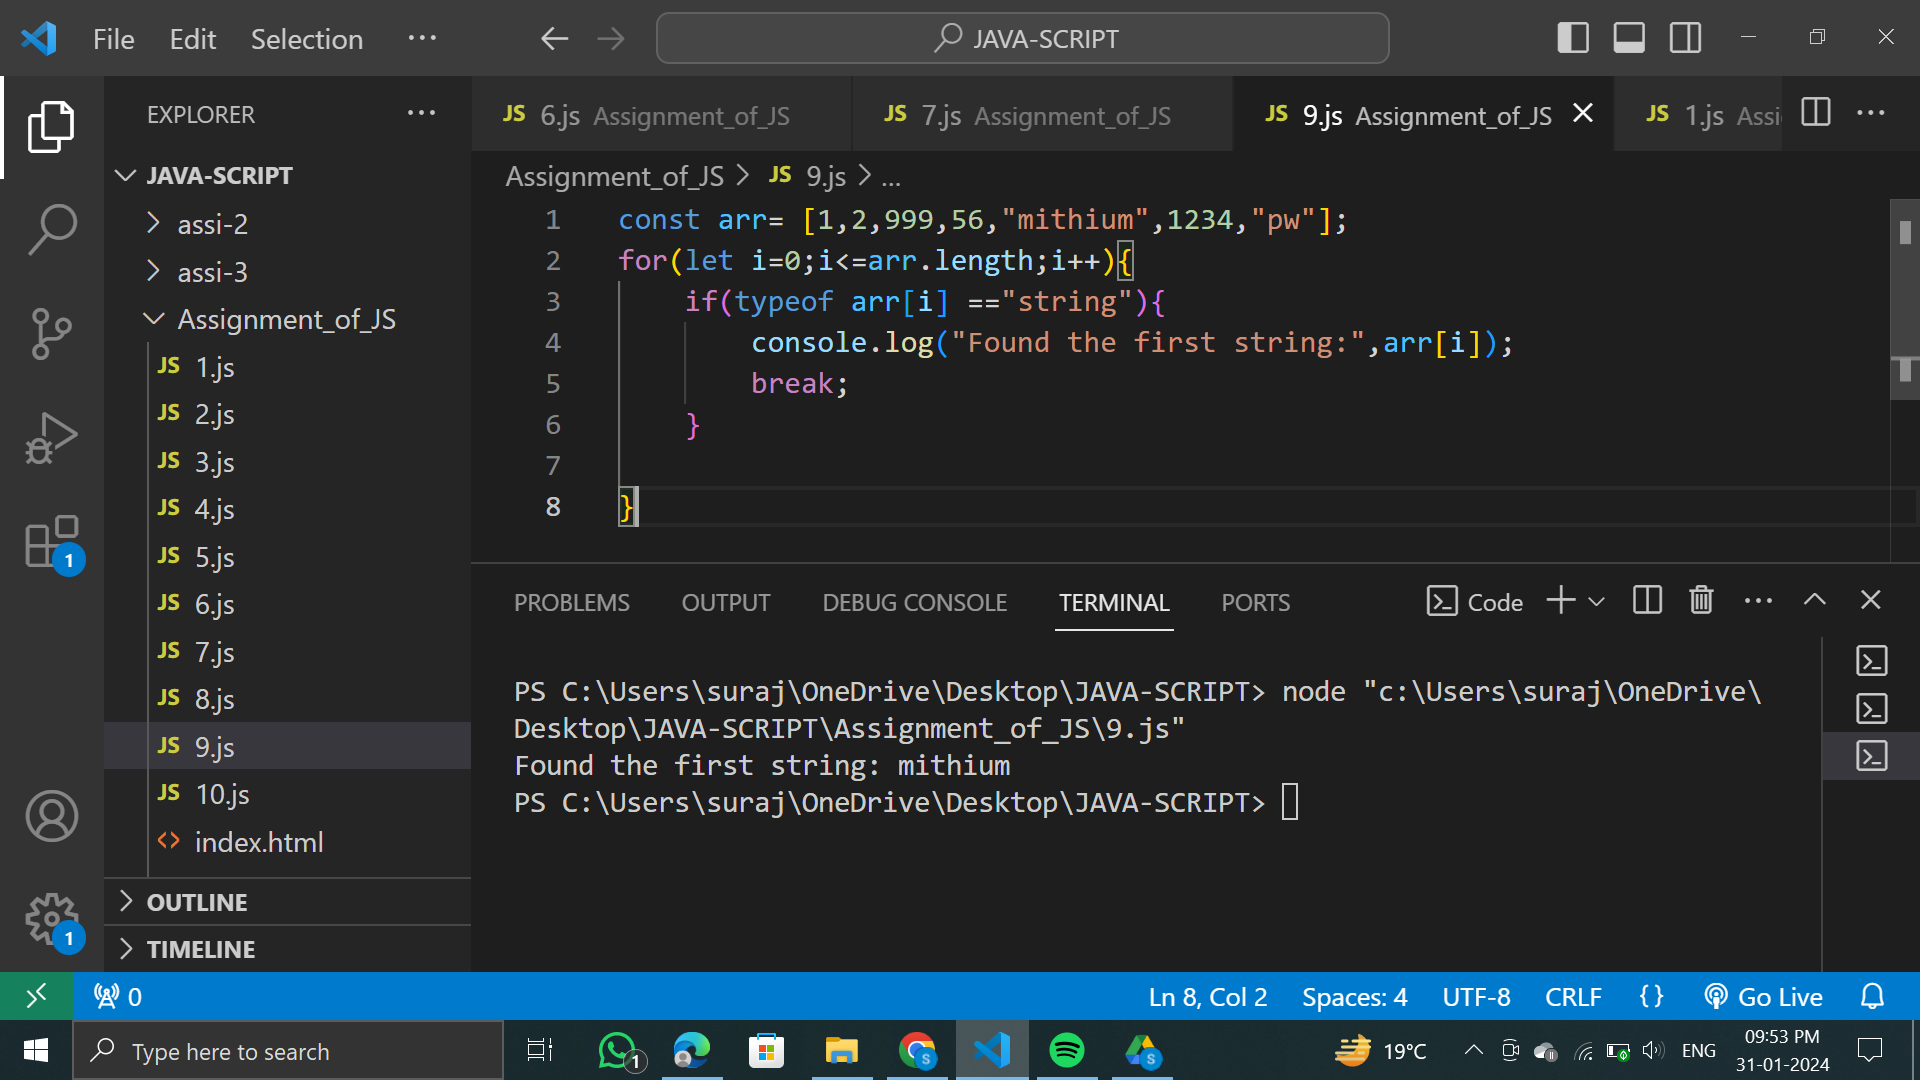 File Edit Selection ··· JAVA-SCRIPT
EXPLORER ···
JAVA-SCRIPT
assi-2
assi-3
Assignment_of_JS
JS 1.js
JS 2.js
JS 3.js
JS 4.js
JS 5.js
JS 6.js
JS 7.js
JS 8.js
JS 9.js
JS 10.js
<> index.html
OUTLINE
TIMELINE
1
1
JS 6.js Assignment_of_JS JS 7.js Assignment_of_JS JS 9.js Assignment_of_JS JS 1.js Assi
Assignment_of_JS > JS 9.js > ...
1 const arr= [1,2,999,56,"mithium",1234,"pw"];
2 for(let i=0;i<=arr.length;i++){
3 if(typeof arr[i] =="string"){
4 console.log("Found the first string:",arr[i]);
5 break;
6 }
7
8 }
PROBLEMS OUTPUT DEBUG CONSOLE TERMINAL PORTS Code
PS C:\Users\suraj\OneDrive\Desktop\JAVA-SCRIPT> node "c:\Users\suraj\OneDrive\
Desktop\JAVA-SCRIPT\Assignment_of_JS\9.js"
Found the first string: mithium
PS C:\Users\suraj\OneDrive\Desktop\JAVA-SCRIPT>
0 Ln 8, Col 2 Spaces: 4 UTF-8 CRLF {} Go Live
Type here to search 1 S S 19°C ENG 09:53 PM
31-01-2024